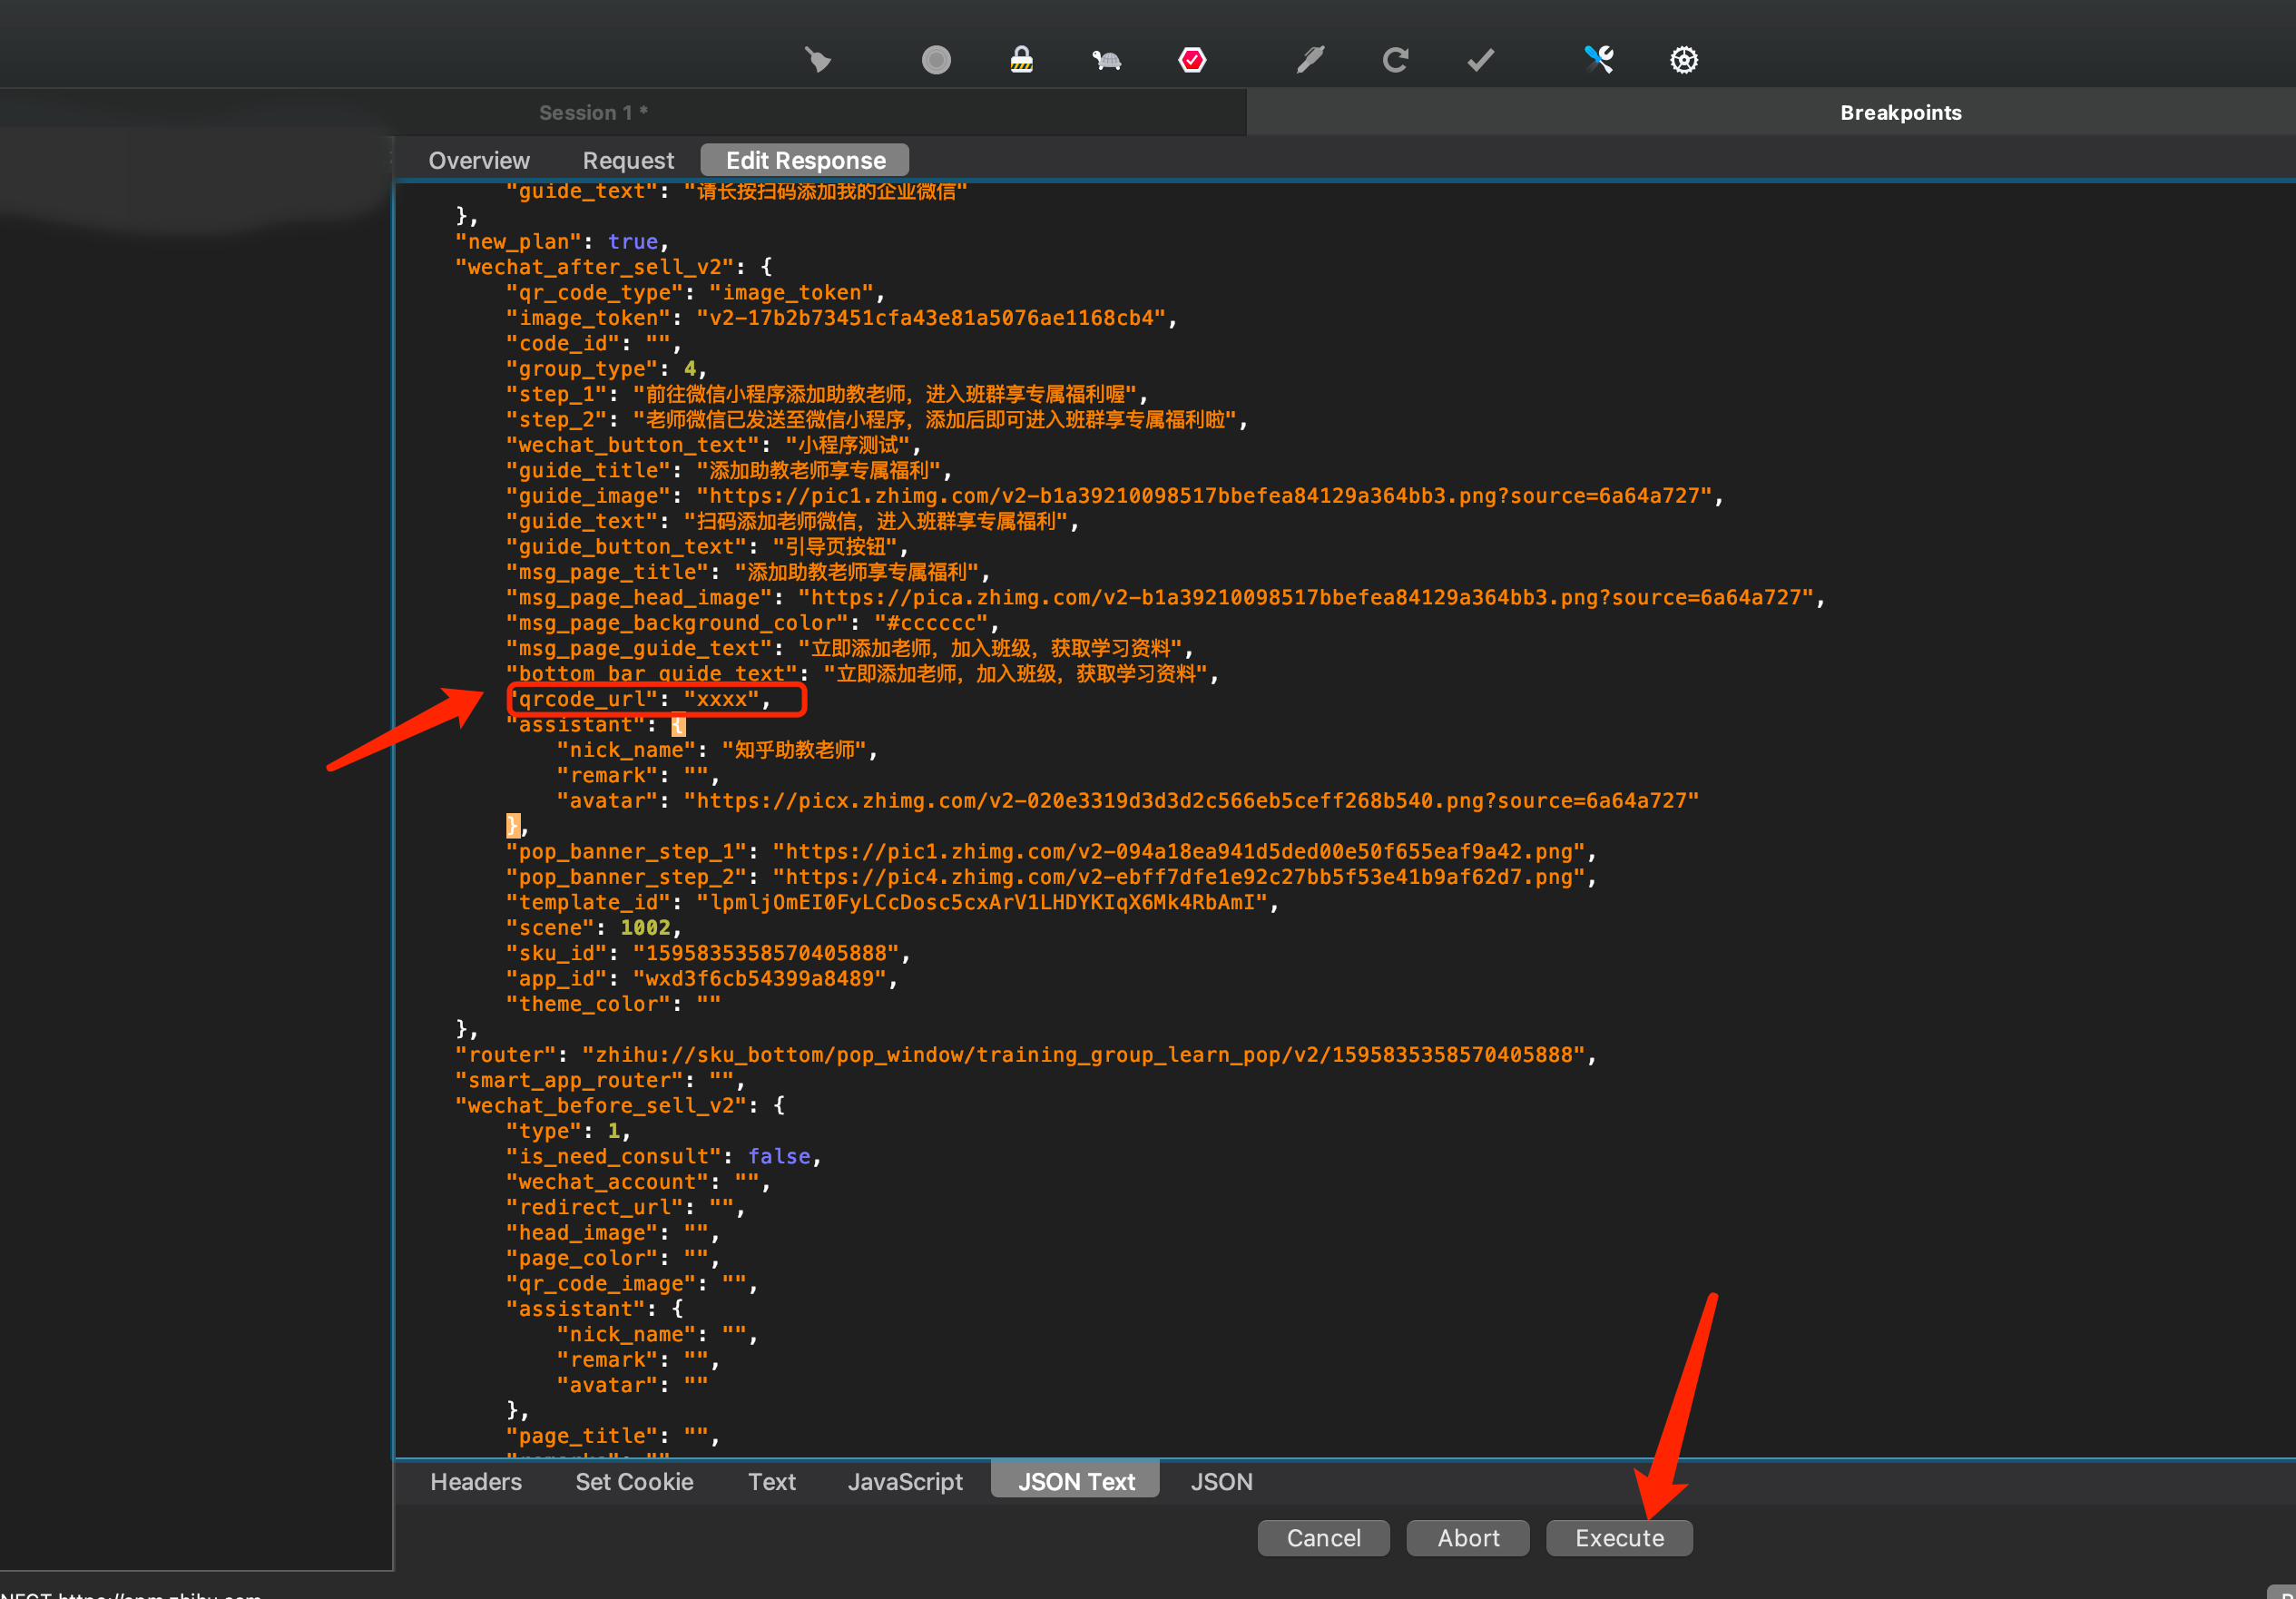 Session 1 *
Breakpoints
Overview
Request
Edit Response
"guide_text": "请长按扫码添加我的企业微信"
},
"new_plan": true,
"wechat_after_sell_v2": {
"qr_code_type": "image_token",
"image_token": "v2-17b2b73451cfa43e81a5076ae1168cb4",
"code_id": "",
"group_type": 4,
"step_1": "前往微信小程序添加助教老师，进入班群享专属福利喔",
"step_2": "老师微信已发送至微信小程序，添加后即可进入班群享专属福利啦",
"wechat_button_text": "小程序测试",
"guide_title": "添加助教老师享专属福利",
"guide_image": "https://pic1.zhimg.com/v2-b1a39210098517bbefea84129a364bb3.png?source=6a64a727",
"guide_text": "扫码添加老师微信，进入班群享专属福利",
"guide_button_text": "引导页按钮",
"msg_page_title": "添加助教老师享专属福利",
"msg_page_head_image": "https://pica.zhimg.com/v2-b1a39210098517bbefea84129a364bb3.png?source=6a64a727",
"msg_page_background_color": "#cccccc",
"msg_page_guide_text": "立即添加老师，加入班级，获取学习资料",
"bottom_bar_guide_text": "立即添加老师，加入班级，获取学习资料",
"qrcode_url": "xxxx",
"assistant": {
"nick_name": "知乎助教老师",
"remark": "",
"avatar": "https://picx.zhimg.com/v2-020e3319d3d3d2c566eb5ceff268b540.png?source=6a64a727"
},
"pop_banner_step_1": "https://pic1.zhimg.com/v2-094a18ea941d5ded00e50f655eaf9a42.png",
"pop_banner_step_2": "https://pic4.zhimg.com/v2-ebff7dfe1e92c27bb5f53e41b9af62d7.png",
"template_id": "lpmljOmEI0FyLCcDosc5cxArV1LHDYKIqX6Mk4RbAmI",
"scene": 1002,
"sku_id": "1595835358570405888",
"app_id": "wxd3f6cb54399a8489",
"theme_color": ""
},
"router": "zhihu://sku_bottom/pop_window/training_group_learn_pop/v2/1595835358570405888",
"smart_app_router": "",
"wechat_before_sell_v2": {
"type": 1,
"is_need_consult": false,
"wechat_account": "",
"redirect_url": "",
"head_image": "",
"page_color": "",
"qr_code_image": "",
"assistant": {
"nick_name": "",
"remark": "",
"avatar": ""
},
"page_title": "",
Headers
Set Cookie
Text
JavaScript
JSON Text
JSON
Cancel
Abort
Execute